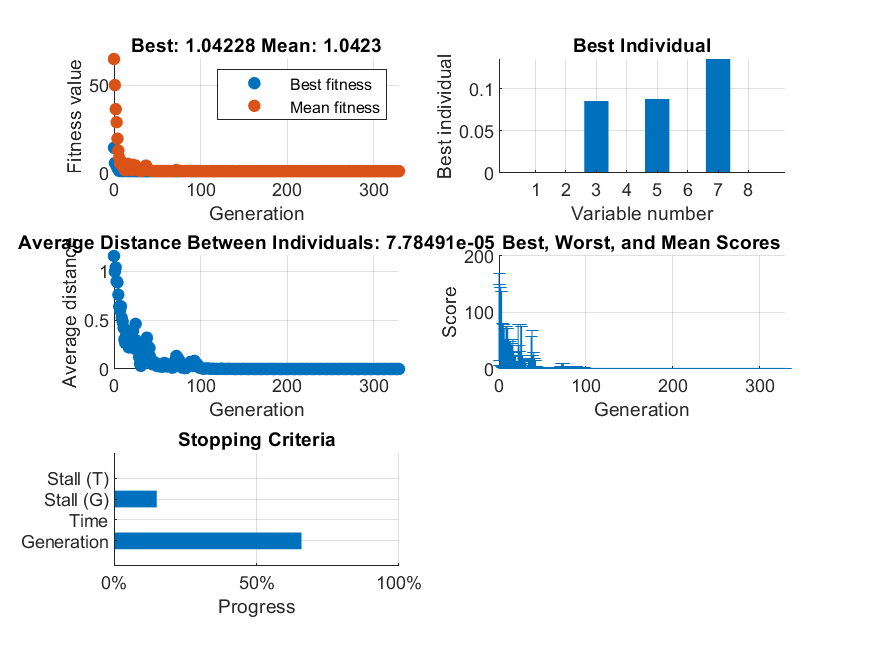 Best: 1.04228 Mean: 1.0423
Fitness value
50
0
Best fitness
Mean fitness
0 100 200 300
Generation
Best Individual
Best individual
0.1
0.05
0
1 2 3 4 5 6 7 8
Variable number
Average Distance Between Individuals: 7.78491e-05
Average distance
1
0.5
0
0 100 200 300
Generation
Best, Worst, and Mean Scores
Score
200
100
0
0 100 200 300
Generation
Stopping Criteria
Stall (T)
Stall (G)
Time
Generation
0% 50% 100%
Progress